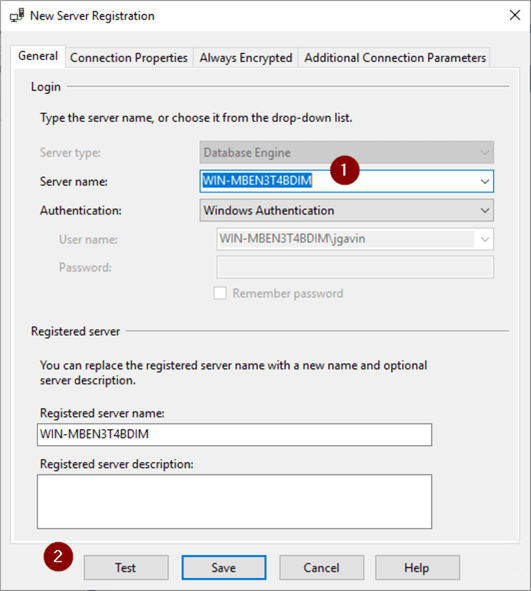 New Server Registration
General Connection Properties Always Encrypted Additional Connection Parameters
Login
Type the server name, or choose it from the drop-down list.
Server type: Database Engine
1
Server name: WIN-MBEN3T4BDIM
Authentication: Windows Authentication
User name: WIN-MBEN3T4BDIM\jgavin
Password:
Remember password
Registered server
You can replace the registered server name with a new name and optional
server description.
Registered server name:
WIN-MBEN3T4BDIM
Registered server description:
2
Test Save Cancel Help